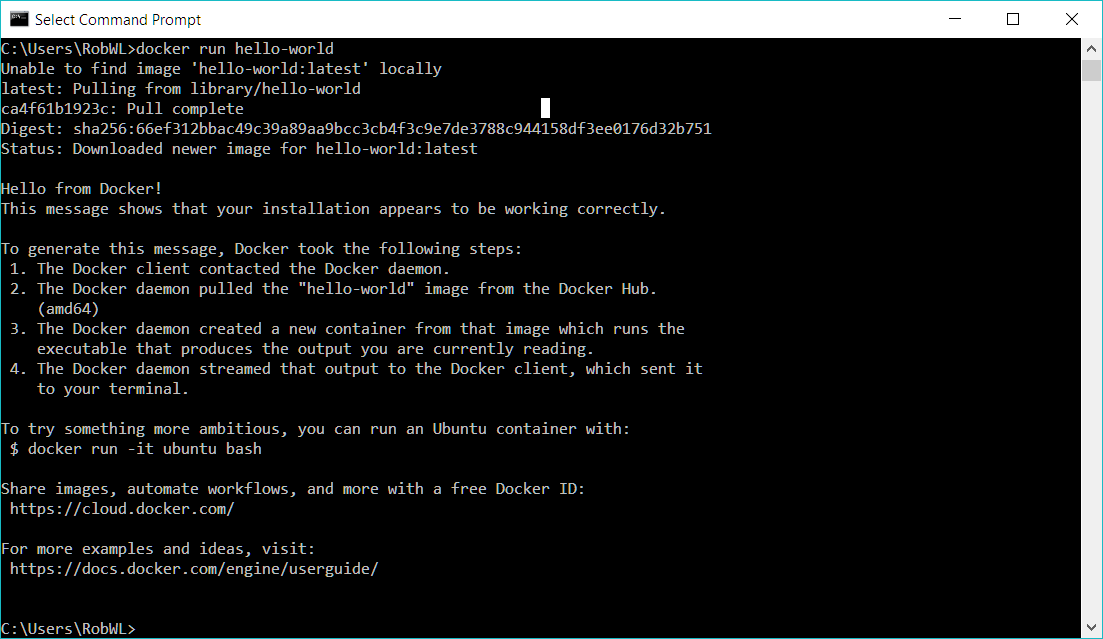 Select Command Prompt
C:\Users\RobWL>docker run hello-world
Unable to find image 'hello-world:latest' locally
latest: Pulling from library/hello-world
ca4f61b1923c: Pull complete
Digest: sha256:66ef312bbac49c39a89aa9bcc3cb4f3c9e7de3788c944158df3ee0176d32b751
Status: Downloaded newer image for hello-world:latest

Hello from Docker!
This message shows that your installation appears to be working correctly.

To generate this message, Docker took the following steps:
 1. The Docker client contacted the Docker daemon.
 2. The Docker daemon pulled the "hello-world" image from the Docker Hub.
    (amd64)
 3. The Docker daemon created a new container from that image which runs the
    executable that produces the output you are currently reading.
 4. The Docker daemon streamed that output to the Docker client, which sent it
    to your terminal.

To try something more ambitious, you can run an Ubuntu container with:
 $ docker run -it ubuntu bash

Share images, automate workflows, and more with a free Docker ID:
 https://cloud.docker.com/

For more examples and ideas, visit:
 https://docs.docker.com/engine/userguide/

C:\Users\RobWL>